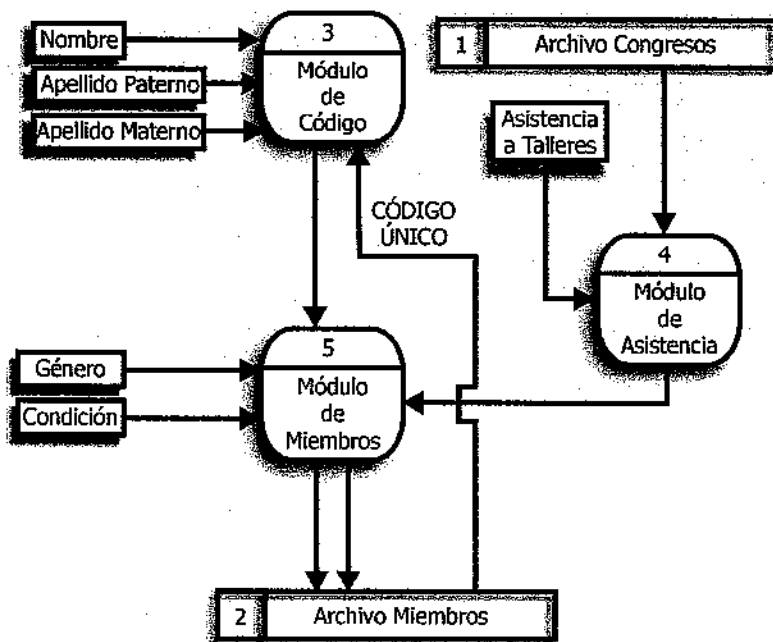 Nombre
Apellido Paterno
Apellido Materno
3
Módulo
de
Código
1
Archivo Congresos
Asistencia
a Talleres
CÓDIGO
ÚNICO
4
Módulo
de
Asistencia
Género
Condición
5
Módulo
de
Miembros
2
Archivo Miembros